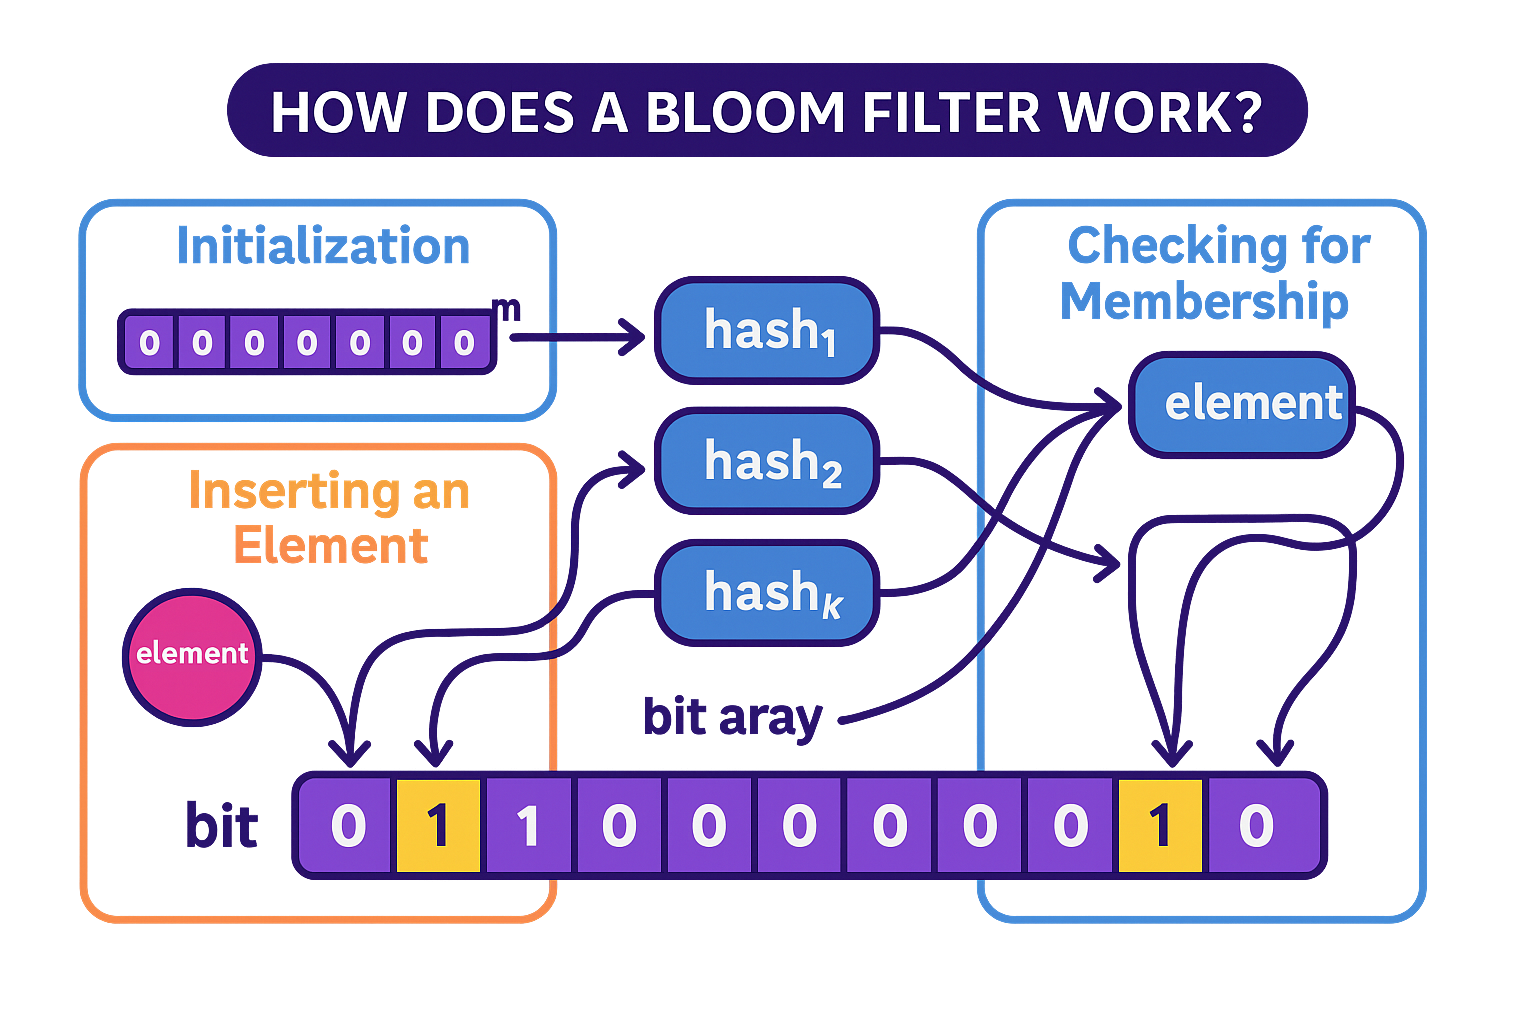 HOW DOES A BLOOM FILTER WORK?
Initialization
m
0 0 0 0 0 0 0
hash1
hash2
hashk
Checking for
Membership
element
Inserting an
Element
element
bit aray
bit
0 1 1 0 0 0 0 0 0 1 0